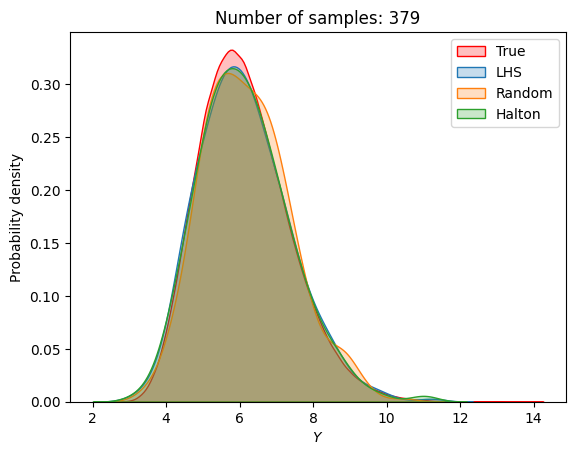 Number of samples: 379
True
LHS
Random
Halton
Probability density
0.30
0.25
0.20
0.15
0.10
0.05
0.00
2 4 6 8 10 12 14
Y